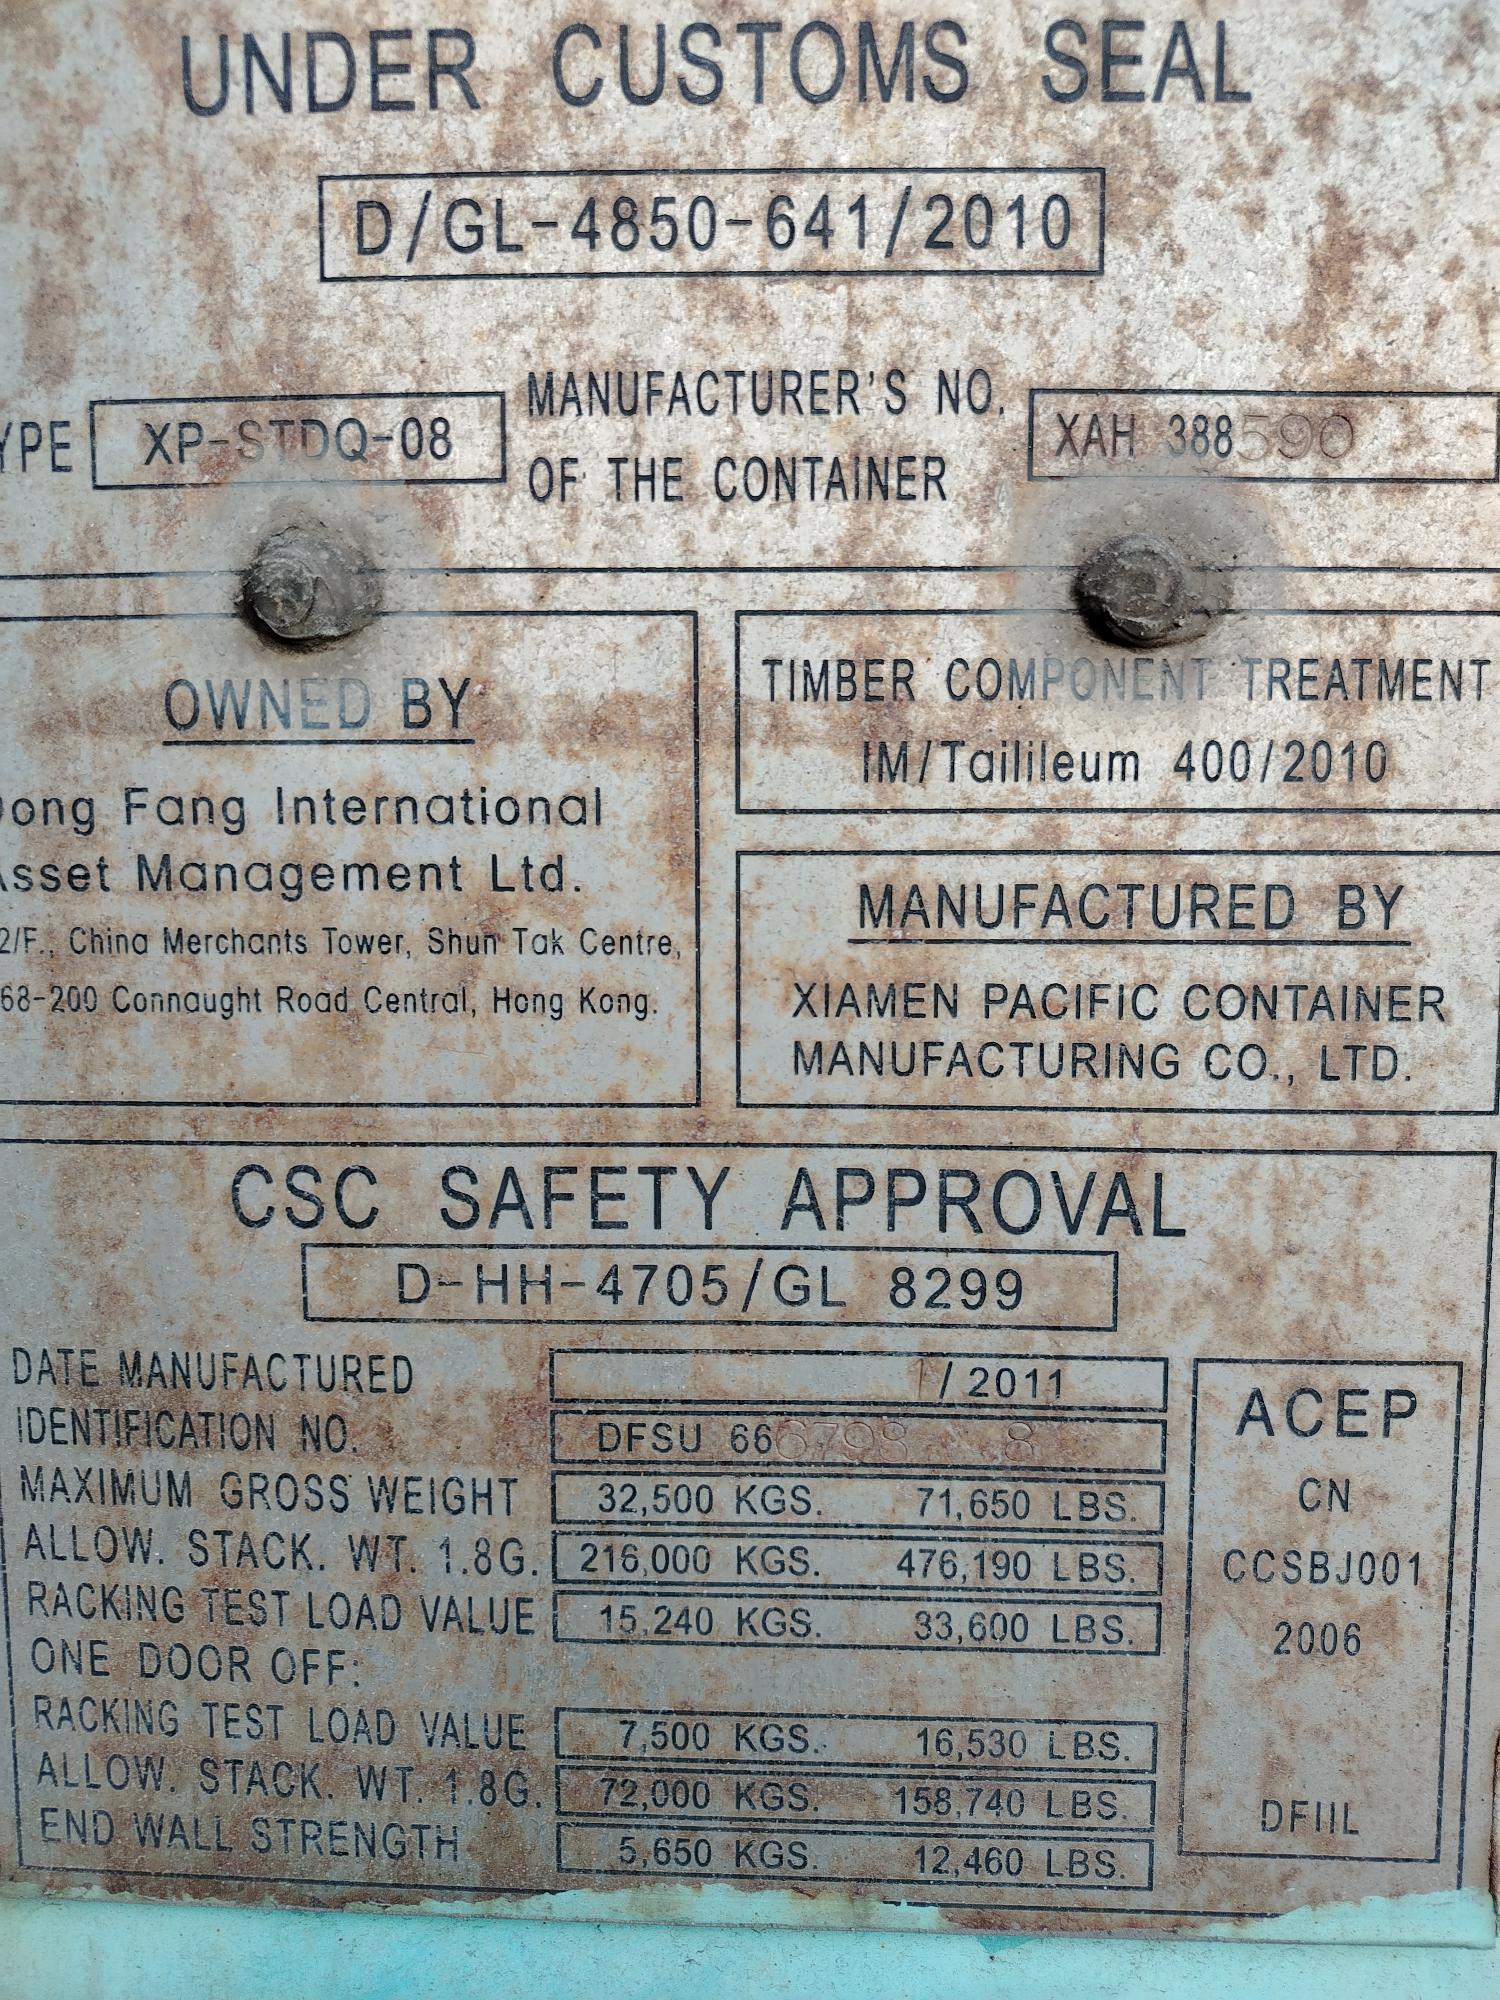 UNDER CUSTOMS SEAL
D/GL-4850-641/2010
YPE XP-STDQ-08 MANUFACTURER'S NO. OF THE CONTAINER XAH 388590
OWNED BY
Dong Fang International
Asset Management Ltd.
2/F., China Merchants Tower, Shun Tak Centre,
68-200 Connaught Road Central, Hong Kong.
TIMBER COMPONENT TREATMENT
IM/Tailileum 400/2010
MANUFACTURED BY
XIAMEN PACIFIC CONTAINER
MANUFACTURING CO., LTD.
CSC SAFETY APPROVAL
D-HH-4705/GL 8299
DATE MANUFACTURED 1/2011
IDENTIFICATION NO. DFSU 666798 8
MAXIMUM GROSS WEIGHT 32,500 KGS. 71,650 LBS.
ALLOW. STACK. WT. 1.8G. 216,000 KGS. 476,190 LBS.
RACKING TEST LOAD VALUE 15,240 KGS. 33,600 LBS.
ONE DOOR OFF:
RACKING TEST LOAD VALUE 7,500 KGS. 16,530 LBS.
ALLOW. STACK. WT. 1.8G. 72,000 KGS. 158,740 LBS.
END WALL STRENGTH 5,650 KGS. 12,460 LBS.
ACEP
CN
CCSBJ001
2006
DFIIL